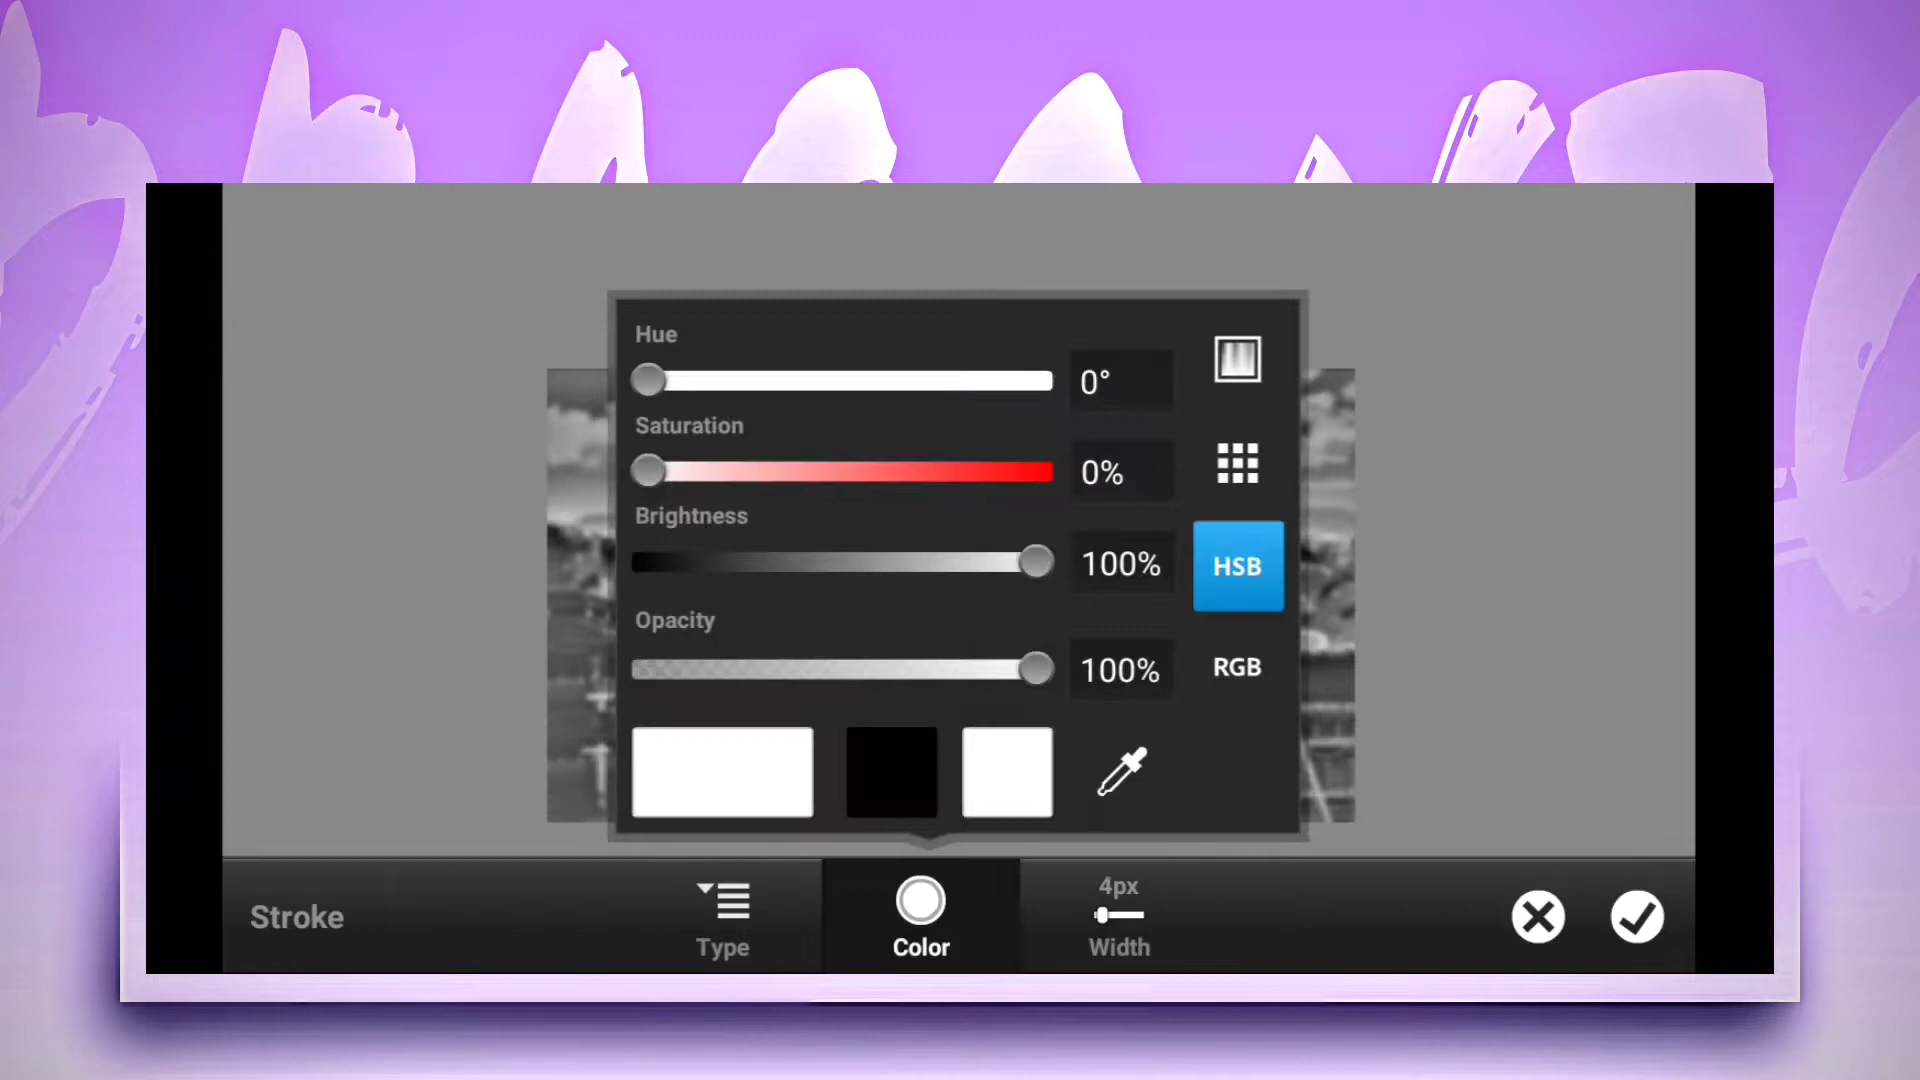 Hue
0°
Saturation
0%
Brightness
100%
HSB
Opacity
100%
RGB
4px
Stroke
Type
Color
Width